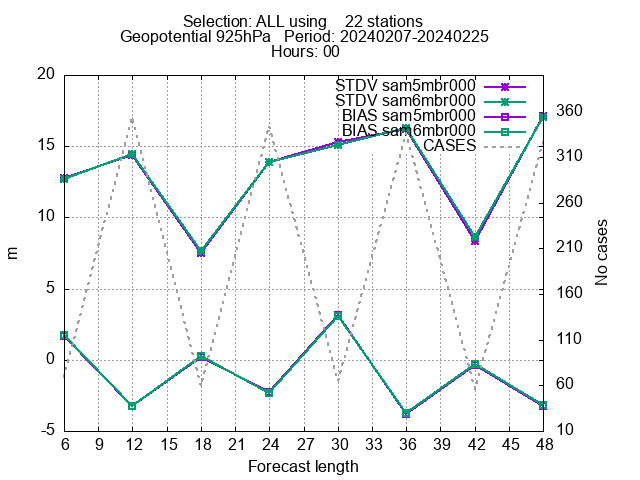 Selection: ALL using 22 stations
Geopotential 925hPa Period: 20240207-20240225
Hours: 00
STDV sam5mbr000
STDV sam6mbr000
BIAS sam5mbr000
BIAS sam6mbr000
CASES
20
15
10
5
0
-5
m
360
310
260
210
160
110
60
10
No cases
6 9 12 15 18 21 24 27 30 33 36 39 42 45 48
Forecast length